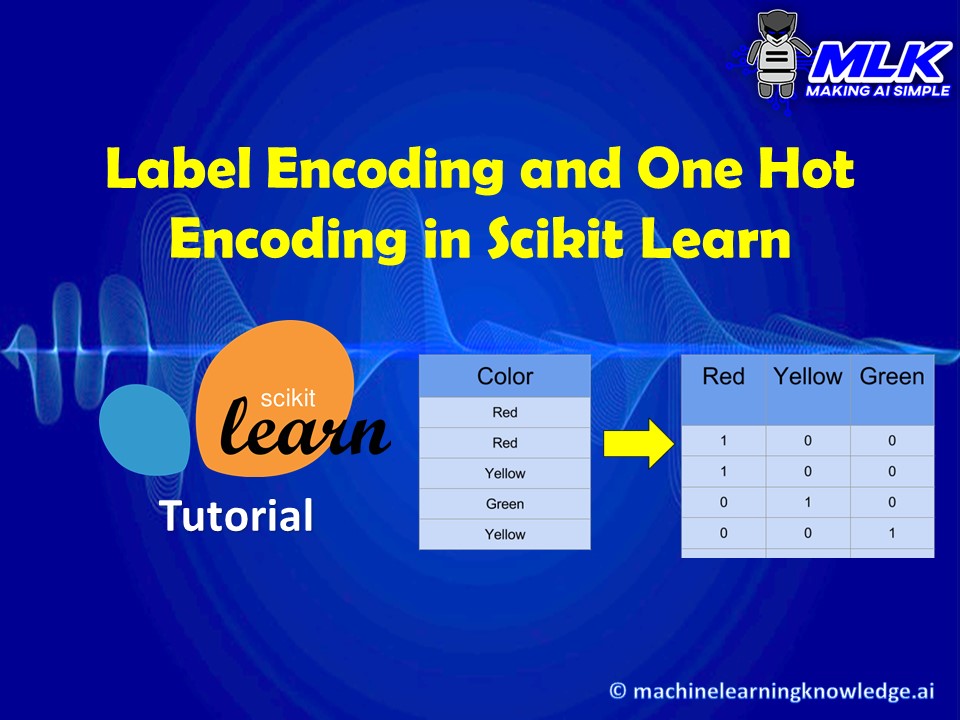 MLK
MAKING AI SIMPLE
Label Encoding and One Hot
Encoding in Scikit Learn
scikit
learn
Tutorial
Color
Red
Red
Yellow
Green
Yellow
Red Yellow Green
1 0 0
1 0 0
0 1 0
0 0 1
© machinelearningknowledge.ai